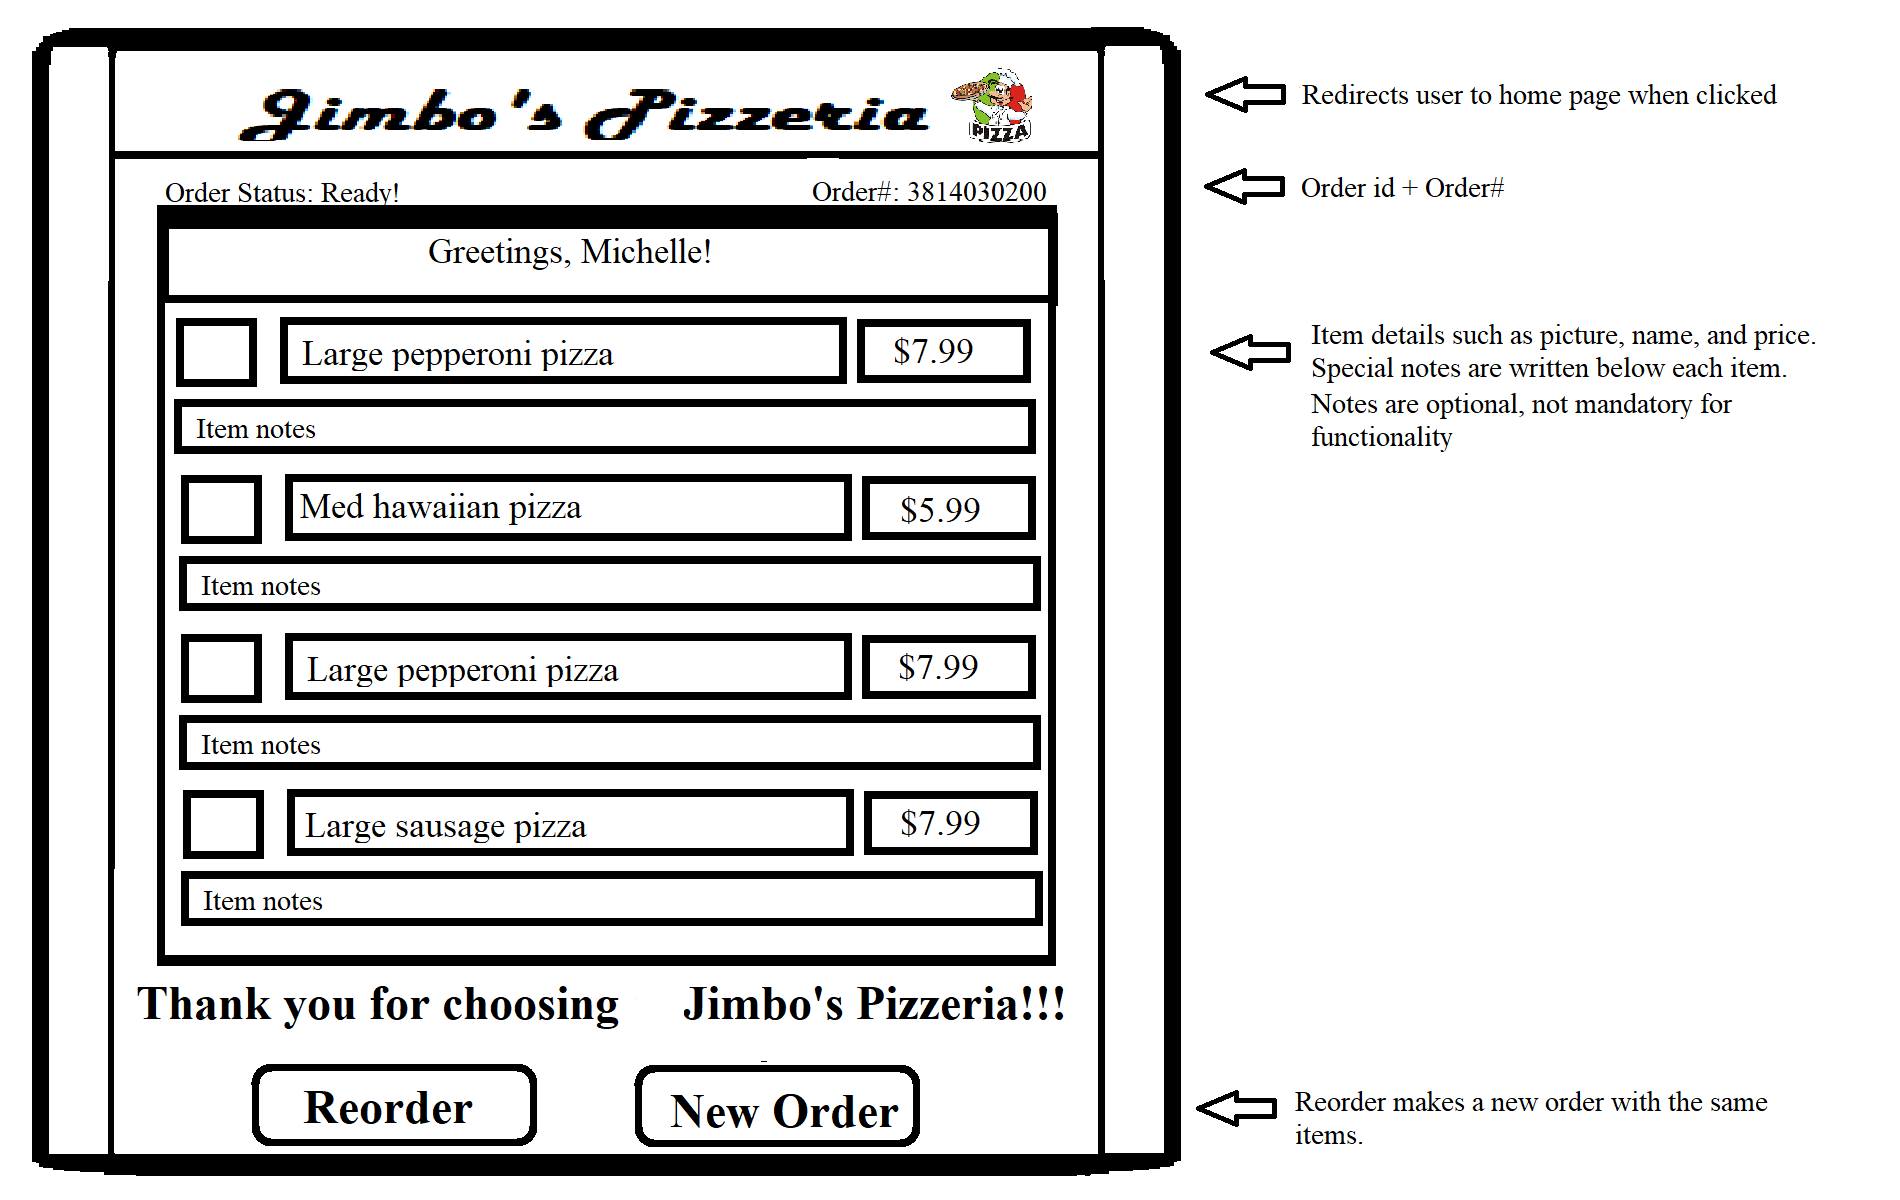 Jimbo's Pizzeria
PIZZA
Redirects user to home page when clicked
Order Status: Ready!
Order#: 3814030200
Order id + Order#
Greetings, Michelle!
Large pepperoni pizza
$7.99
Item details such as picture, name, and price.
Special notes are written below each item.
Notes are optional, not mandatory for
functionality
Item notes
Med hawaiian pizza
$5.99
Item notes
Large pepperoni pizza
$7.99
Item notes
Large sausage pizza
$7.99
Item notes
Thank you for choosing Jimbo's Pizzeria!!!
Reorder
New Order
Reorder makes a new order with the same
items.